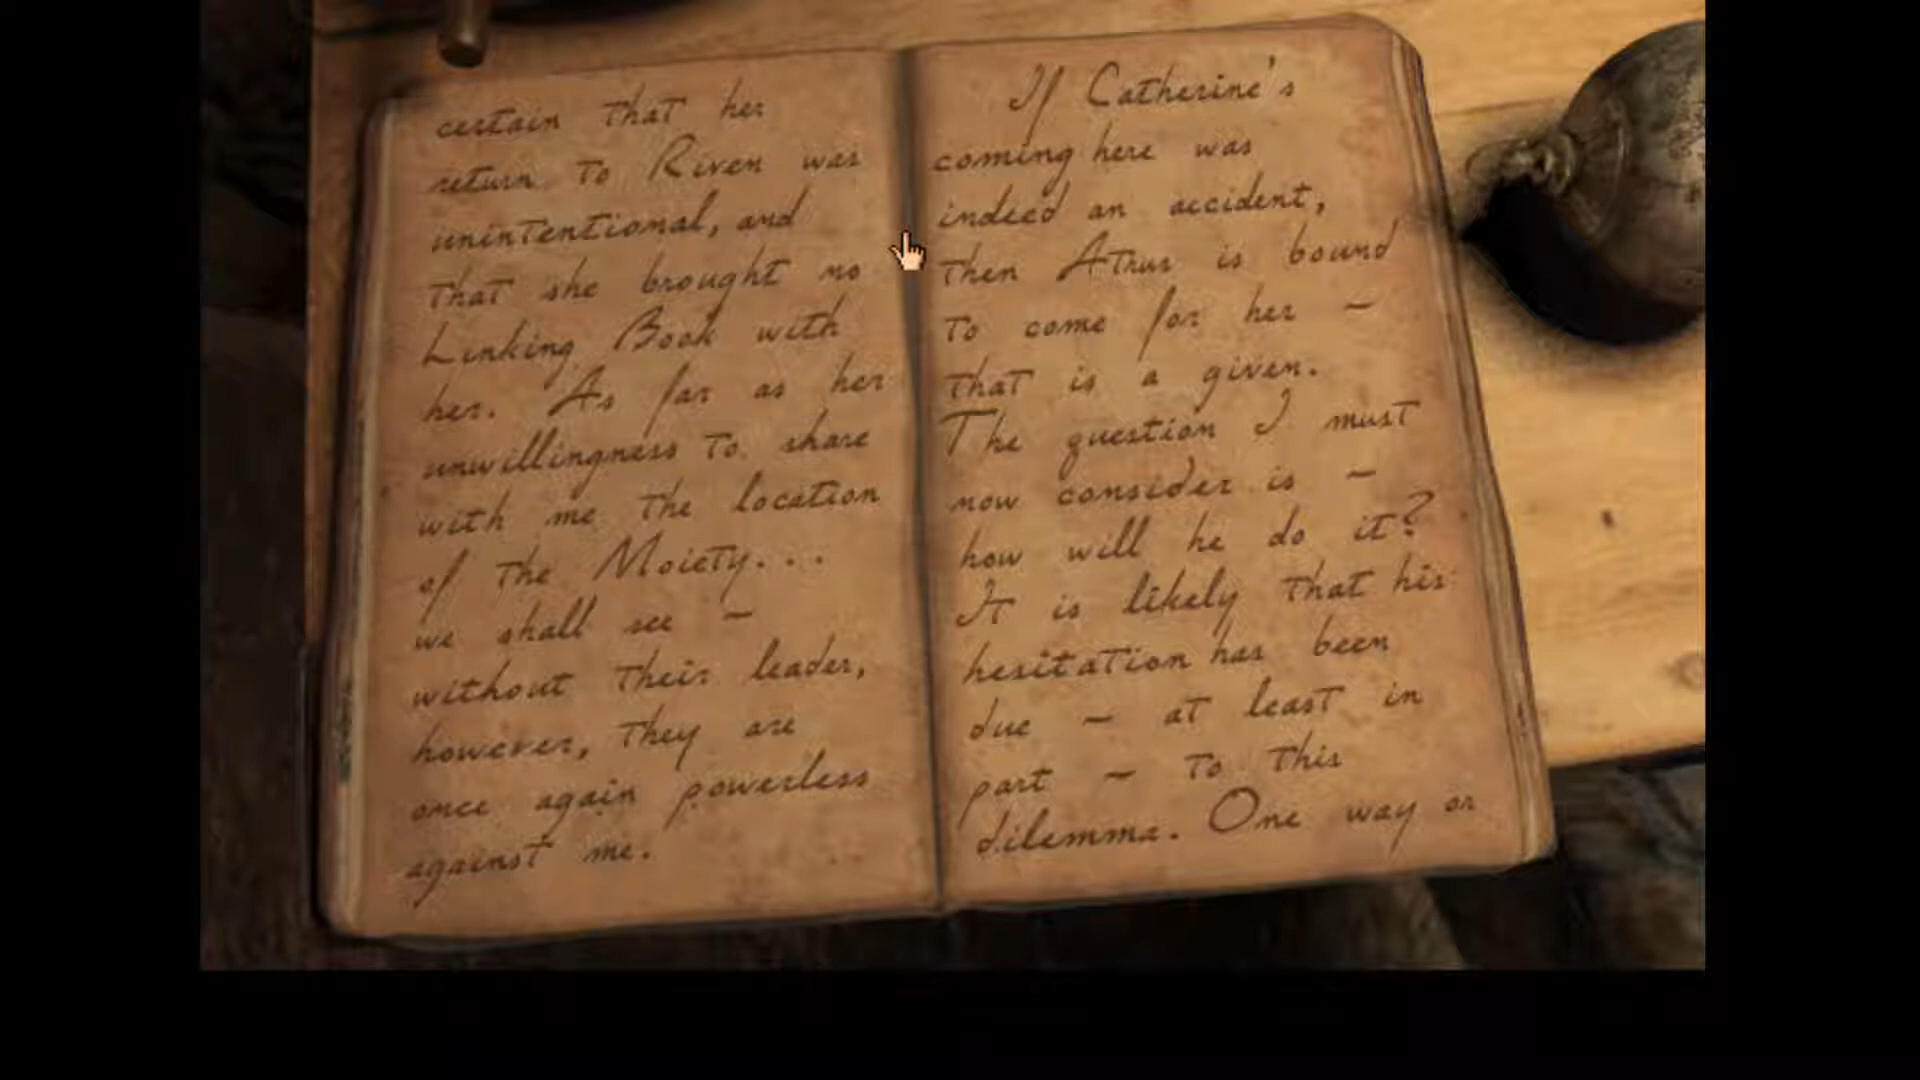 certain that her
return to Riven was
unintentional, and
that she brought no
Linking Book with
her. As far as her
unwillingness to share
with me the location
of the Moiety...
we shall see –
without their leader,
however, they are
once again powerless
against me.
If Catherine's
coming here was
indeed an accident,
then Atrus is bound
to come for her –
that is a given.
The question I must
now consider is –
how will he do it?
It is likely that his
hesitation has been
due – at least in
part – to this
dilemma. One way or